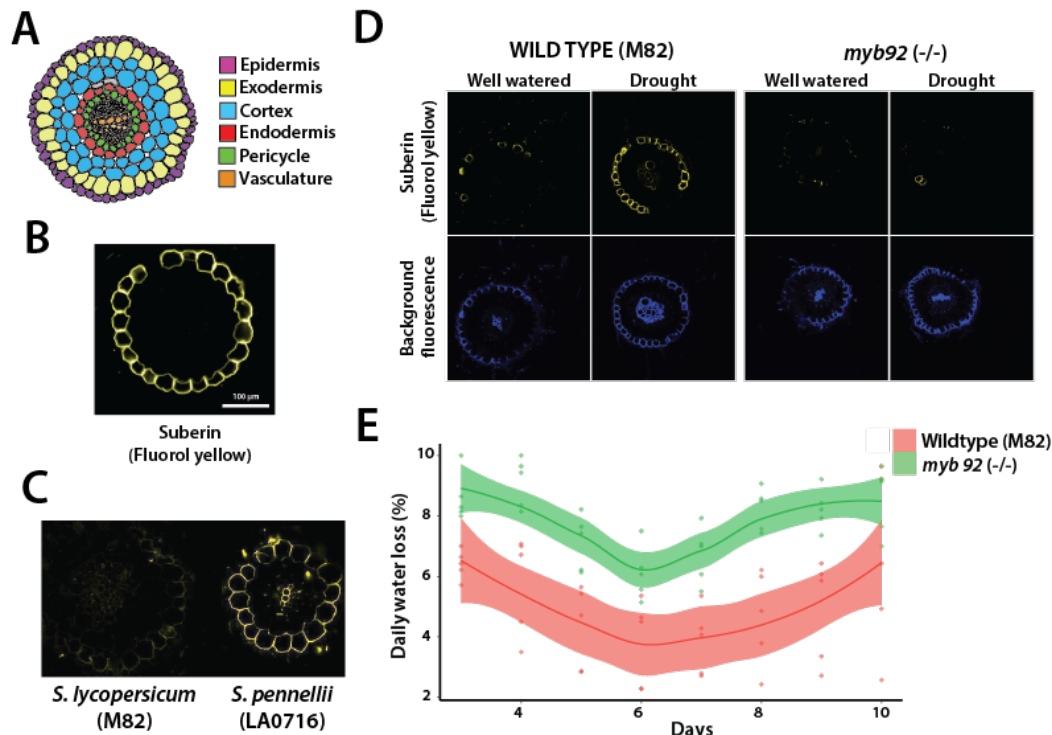 A
Epidermis
Exodermis
Cortex
Endodermis
Pericycle
Vasculature
B
100 µm
Suberin
(Fluorol yellow)
C
S. lycopersicum
(M82)
S. pennellii
(LA0716)
D
WILD TYPE (M82)
myb92 (-/-)
Well watered
Drought
Well watered
Drought
Suberin
(Fluorol yellow)
Background
fluorescence
E
Wildtype (M82)
myb 92 (-/-)
Daily water loss (%)
10
8
6
4
2
4
6
8
10
Days